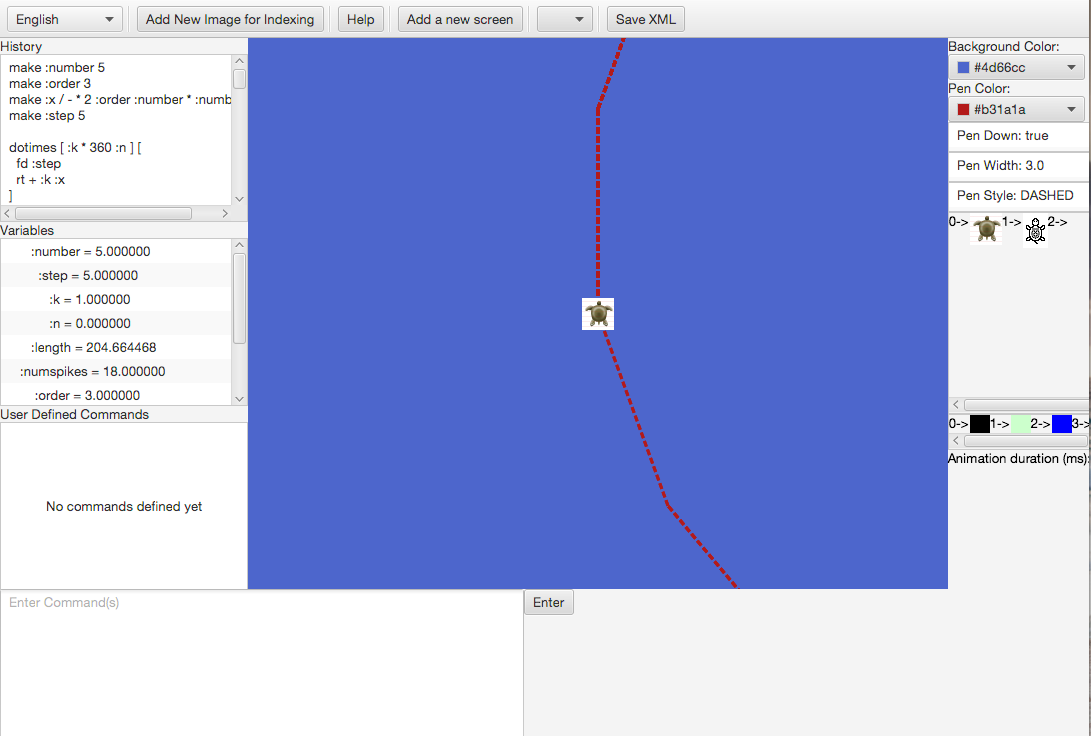 English
Add New Image for Indexing
Help
Add a new screen
Save XML
History
make :number 5
make :order 3
make :x / - * 2 :order :number * :numb
make :step 5
dotimes [ :k * 360 :n ] [
fd :step
rt + :k :x
]
Variables
:number = 5.000000
:step = 5.000000
:k = 1.000000
:n = 0.000000
:length = 204.664468
:numspikes = 18.000000
:order = 3.000000
User Defined Commands
No commands defined yet
Enter Command(s)
Enter
Background Color:
#4d66cc
Pen Color:
#b31a1a
Pen Down: true
Pen Width: 3.0
Pen Style: DASHED
0-> 1-> 2->
0-> 1-> 2-> 3->
Animation duration (ms):